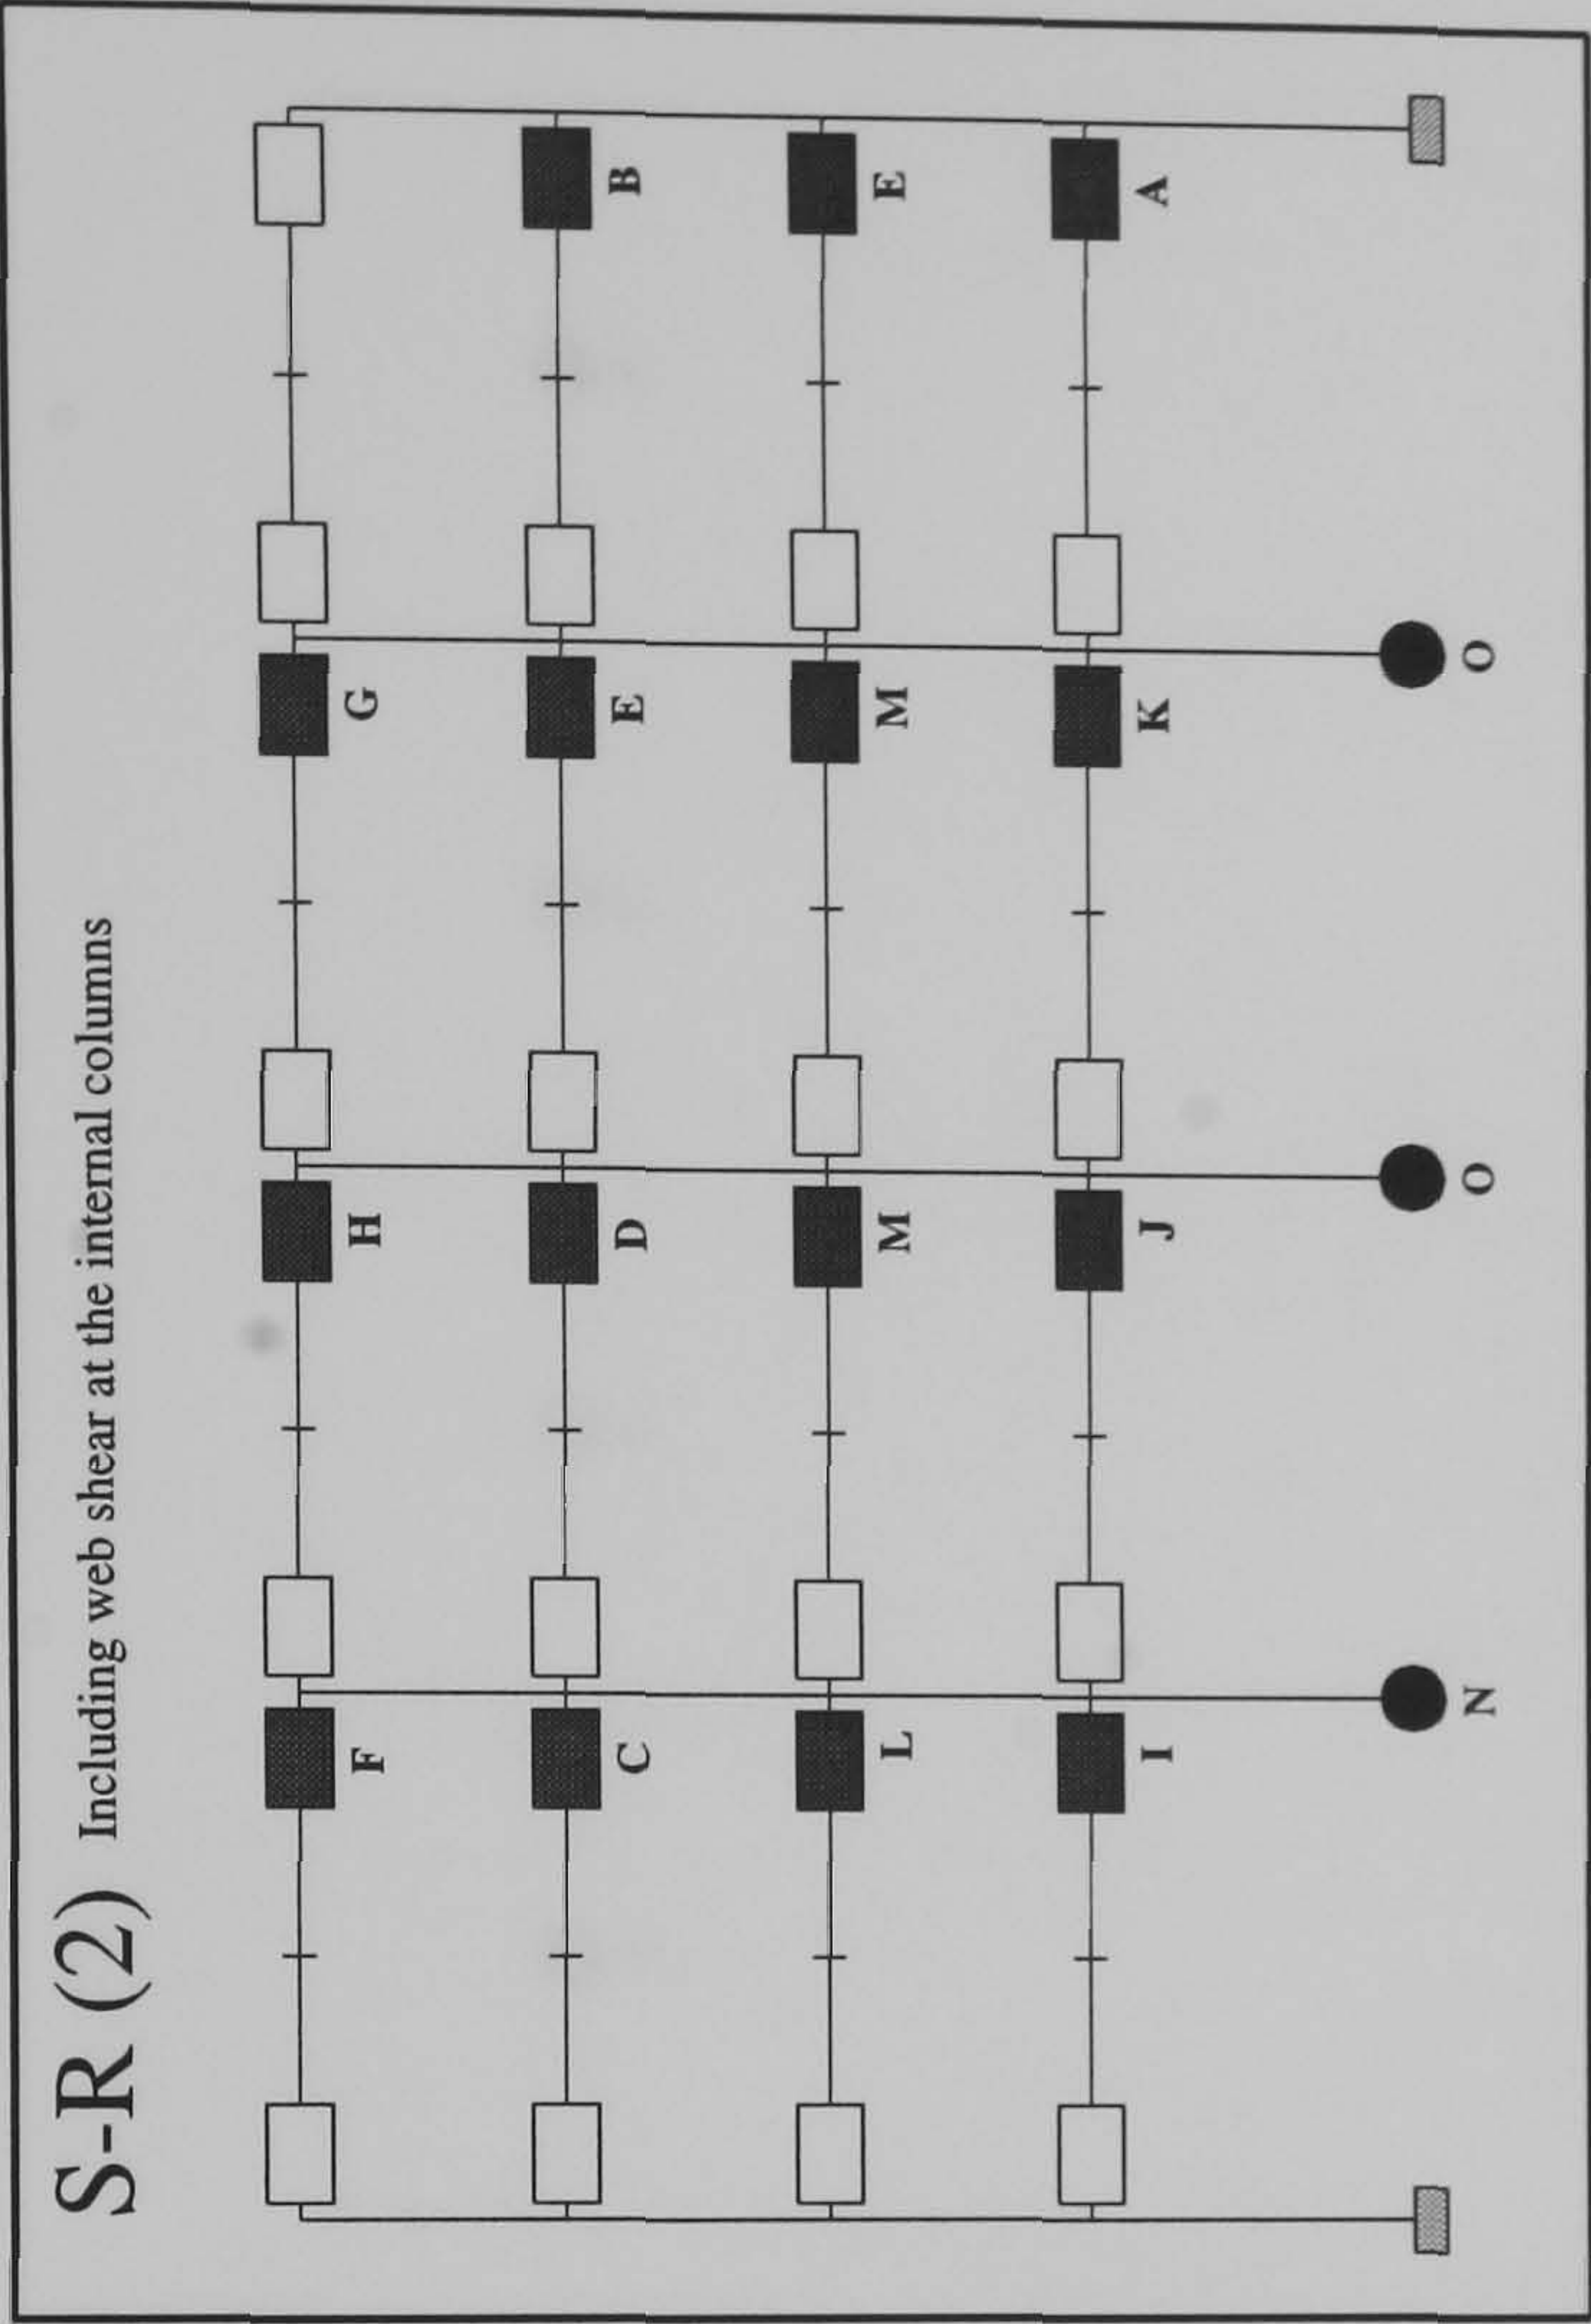 S-R (2) Including web shear at the internal columns
F H G
C D E B
L M M E
I J K A
N O O